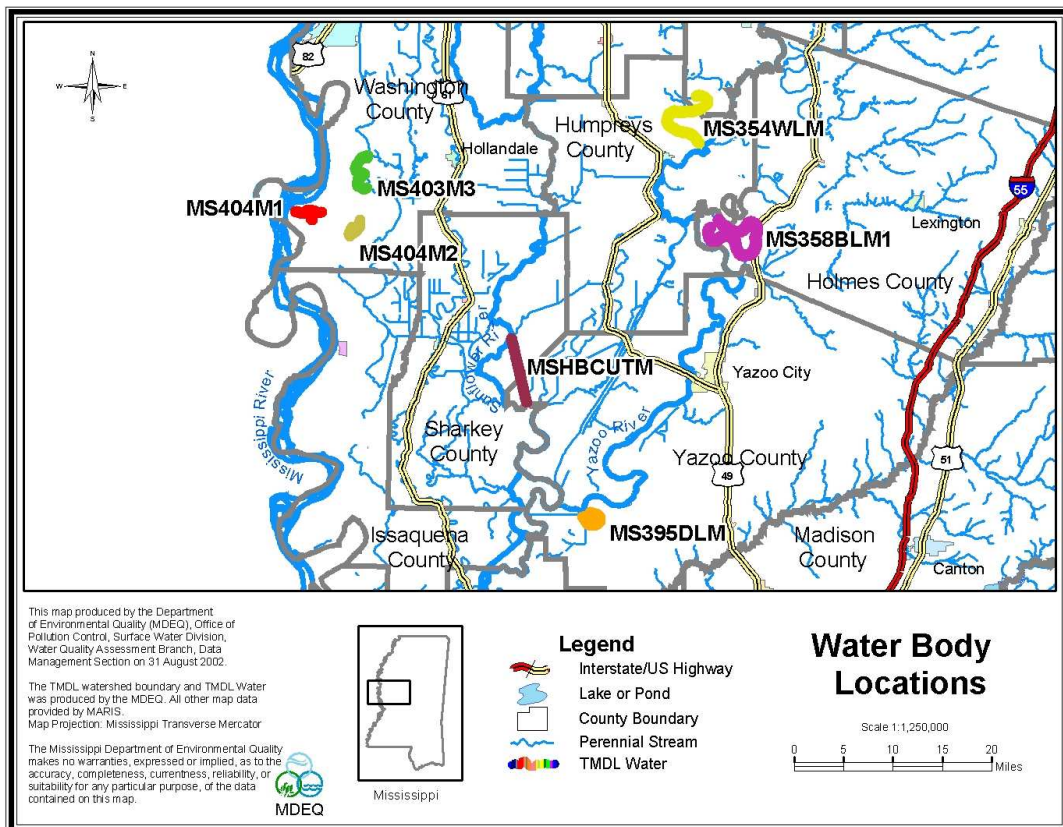 N
W E
S
82
Washington
County
61
Humpreys
County
MS354WLM
Hollandale
MS403M3
55
MS404M1
MS404M2
MS358BLM1
Lexington
Holmes County
Sunflower River
MSHBCUTM
Yazoo City
Mississippi River
Sharkey
County
Yazoo River
Yazoo County
49
51
MS395DLM
Issaquena
County
Madison
County
Canton
This map produced by the Department
of Environmental Quality (MDEQ), Office of
Pollution Control, Surface Water Division,
Water Quality Assessment Branch, Data
Management Section on 31 August 2002.
The TMDL watershed boundary and TMDL Water
was produced by the MDEQ. All other map data
provided by MARIS.
Map Projection: Mississippi Transverse Mercator
The Mississippi Department of Environmental Quality
makes no warranties, expressed or implied, as to the
accuracy, completeness, currentness, reliability, or
suitability for any particular purpose, of the data
contained on this map.
MDEQ
Mississippi
Legend
Interstate/US Highway
Lake or Pond
County Boundary
Perennial Stream
TMDL Water
Water Body
Locations
Scale 1:1,250,000
0 5 10 15 20
Miles